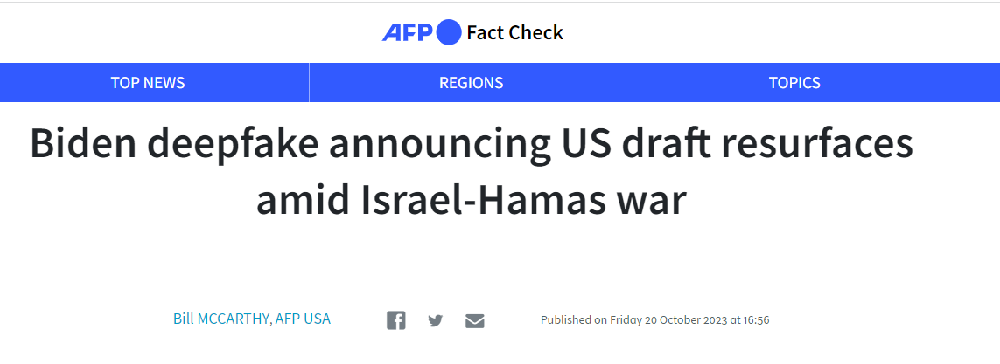 AFP Fact Check
TOP NEWS REGIONS TOPICS
Biden deepfake announcing US draft resurfaces
amid Israel-Hamas war
Bill MCCARTHY, AFP USA Published on Friday 20 October 2023 at 16:56